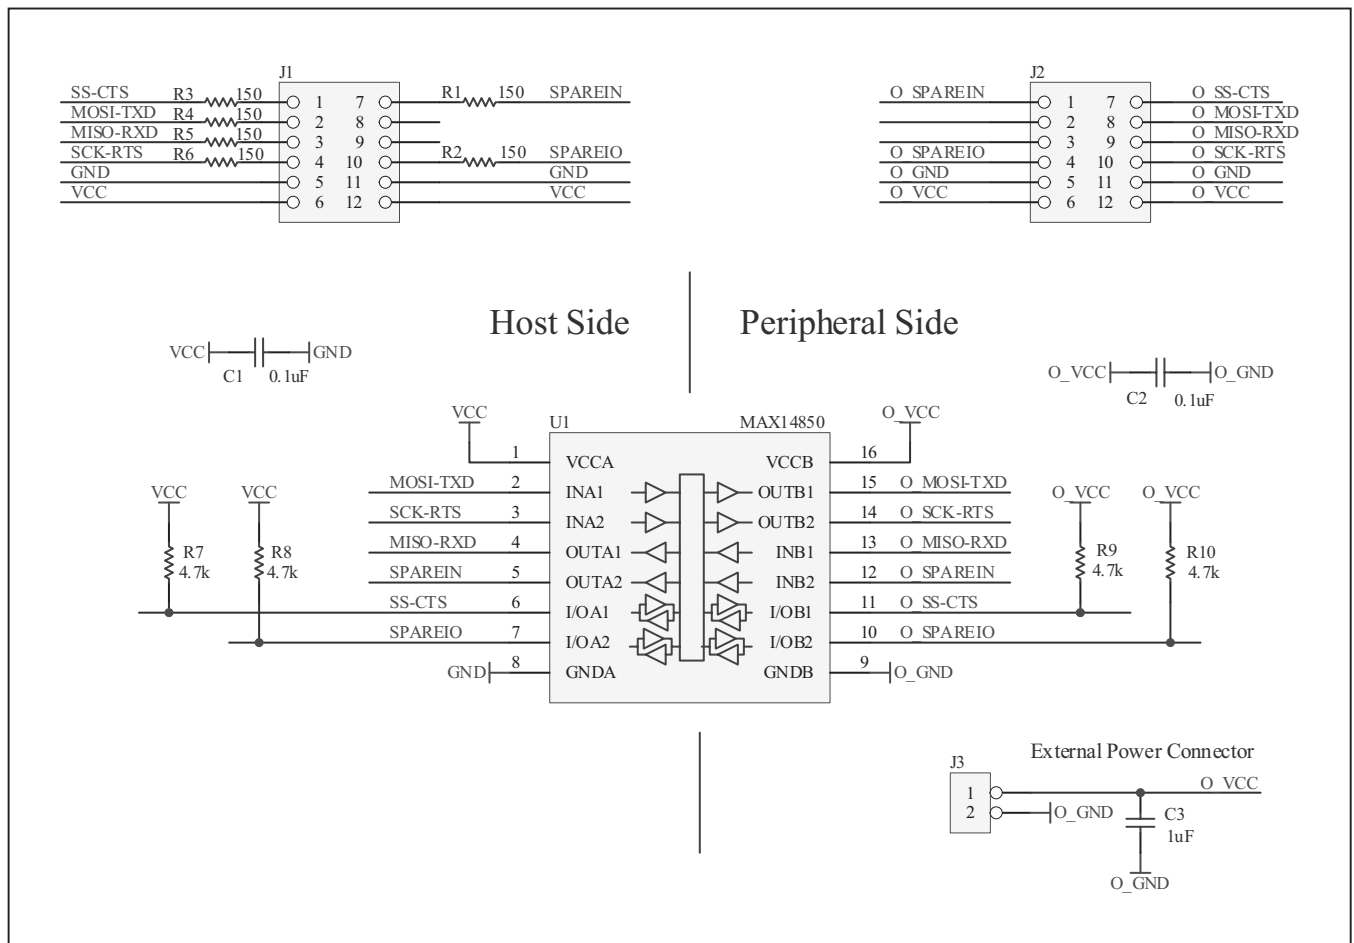 J1
SS-CTS R3 150 1 7 R1 150 SPAREIN
MOSI-TXD R4 150 2 8
MISO-RXD R5 150 3 9
SCK-RTS R6 150 4 10 R2 150 SPAREIO
GND 5 11 GND
VCC 6 12 VCC
J2
O_SPAREIN 1 7 O_SS-CTS
2 8 O_MOSI-TXD
3 9 O_MISO-RXD
O_SPAREIO 4 10 O_SCK-RTS
O_GND 5 11 O_GND
O_VCC 6 12 O_VCC
Host Side
Peripheral Side
VCC GND
C1 0.1uF
O_VCC O_GND
C2 0.1uF
VCC U1 MAX14850 O_VCC
1 VCCA VCCB 16
MOSI-TXD 2 INA1 OUTB1 15 O_MOSI-TXD
SCK-RTS 3 INA2 OUTB2 14 O_SCK-RTS
MISO-RXD 4 OUTA1 INB1 13 O_MISO-RXD
SPAREIN 5 OUTA2 INB2 12 O_SPAREIN
SS-CTS 6 I/OA1 I/OB1 11 O_SS-CTS
SPAREIO 7 I/OA2 I/OB2 10 O_SPAREIO
GND 8 GNDA GNDB 9 O_GND
VCC
R7
4.7k
VCC
R8
4.7k
O_VCC
R9
4.7k
O_VCC
R10
4.7k
External Power Connector
J3
1 O_VCC
2 O_GND
C3
1uF
O_GND